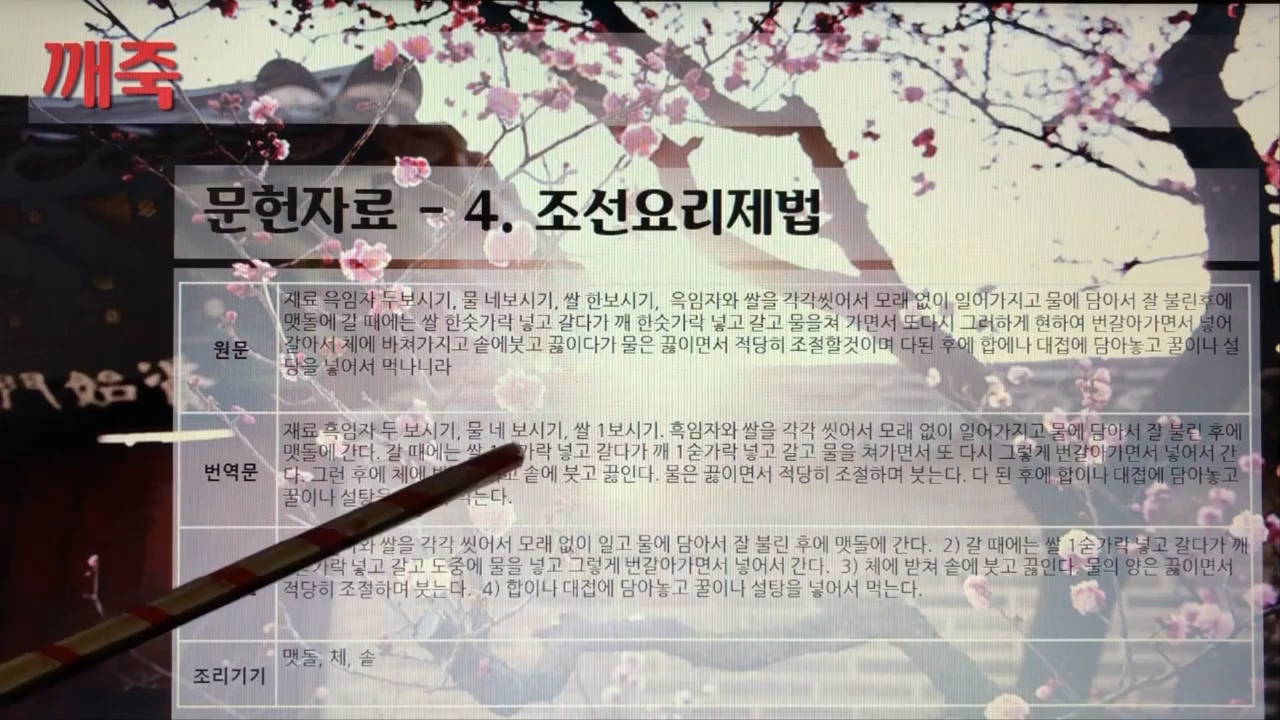 깨죽
문헌자료 - 4. 조선요리제법
원문
재료 흑임자 두보시기, 물 네보시기, 쌀 한보시기, 흑임자와 쌀을 각각씻어서 모래 없이 일어가지고 물에 담아서 잘 불린후에
맷돌에 갈 때에는 쌀 한숫가락 넣고 갈다가 깨 한숫가락 넣고 갈고 물을쳐 가면서 또다시 그러하게 현하여 번갈아가면서 넣어
갈아서 체에 바쳐가지고 솥에붓고 끓이다가 물은 끓이면서 적당히 조절할것이며 다된 후에 합에나 대접에 담아놓고 꿀이나 설
탕을 넣어서 먹나니라
번역문
재료 흑임자 두 보시기, 물 네 보시기, 쌀 1보시기. 흑임자와 쌀을 각각 씻어서 모래 없이 일어가지고 물에 담아서 잘 불린 후에
맷돌에 간다. 갈 때에는 쌀 넣고 갈다가 깨 1숟가락 넣고 갈고 물을 쳐가면서 또 다시 그렇게 번갈아가면서 넣어서 간
다. 그런 후에 체에 솥에 붓고 끓인다. 물은 끓이면서 적당히 조절하며 붓는다. 다 된 후에 합이나 대접에 담아놓고
꿀이나 설탕을
쌀을 각각 씻어서 모래 없이 일고 물에 담아서 잘 불린 후에 맷돌에 간다. 2) 갈 때에는 쌀 1숟가락 넣고 갈다가 깨
넣고 갈고 도중에 물을 넣고 그렇게 번갈아가면서 넣어서 간다. 3) 체에 받쳐 솥에 붓고 끓인다. 물의 양은 끓이면서
적당히 조절하며 붓는다. 4) 합이나 대접에 담아놓고 꿀이나 설탕을 넣어서 먹는다.
조리기기
맷돌, 체, 솥